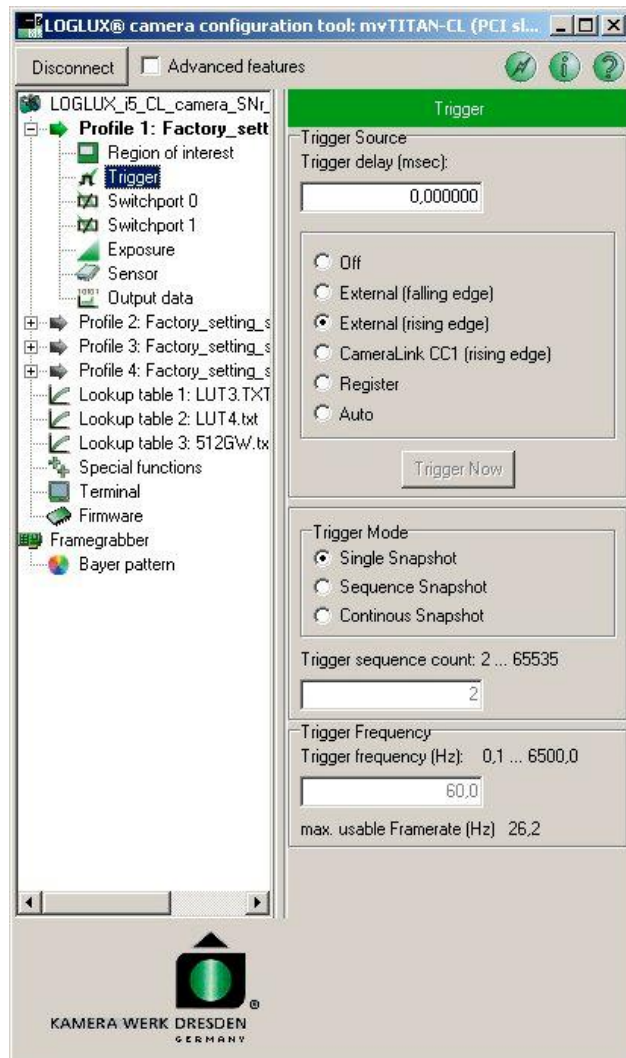 LOGLUX® camera configuration tool: mvTITAN-CL (PCI sl...
Disconnect
Advanced features
LOGLUX_i5_CL_camera_SNr_
Profile 1: Factory_sett
Region of interest
Trigger
Switchport 0
Switchport 1
Exposure
Sensor
Output data
Profile 2: Factory_setting_s
Profile 3: Factory_setting_s
Profile 4: Factory_setting_s
Lookup table 1: LUT3.TXT
Lookup table 2: LUT4.txt
Lookup table 3: 512GW.tx
Special functions
Terminal
Firmware
Framegrabber
Bayer pattern
Trigger
Trigger Source
Trigger delay (msec):
0,000000
Off
External (falling edge)
External (rising edge)
CameraLink CC1 (rising edge)
Register
Auto
Trigger Now
Trigger Mode
Single Snapshot
Sequence Snapshot
Continous Snapshot
Trigger sequence count: 2 ... 65535
2
Trigger Frequency
Trigger frequency (Hz): 0,1 ... 6500,0
60,0
max. usable Framerate (Hz) 26,2
KAMERA WERK DRESDEN
GERMANY
®